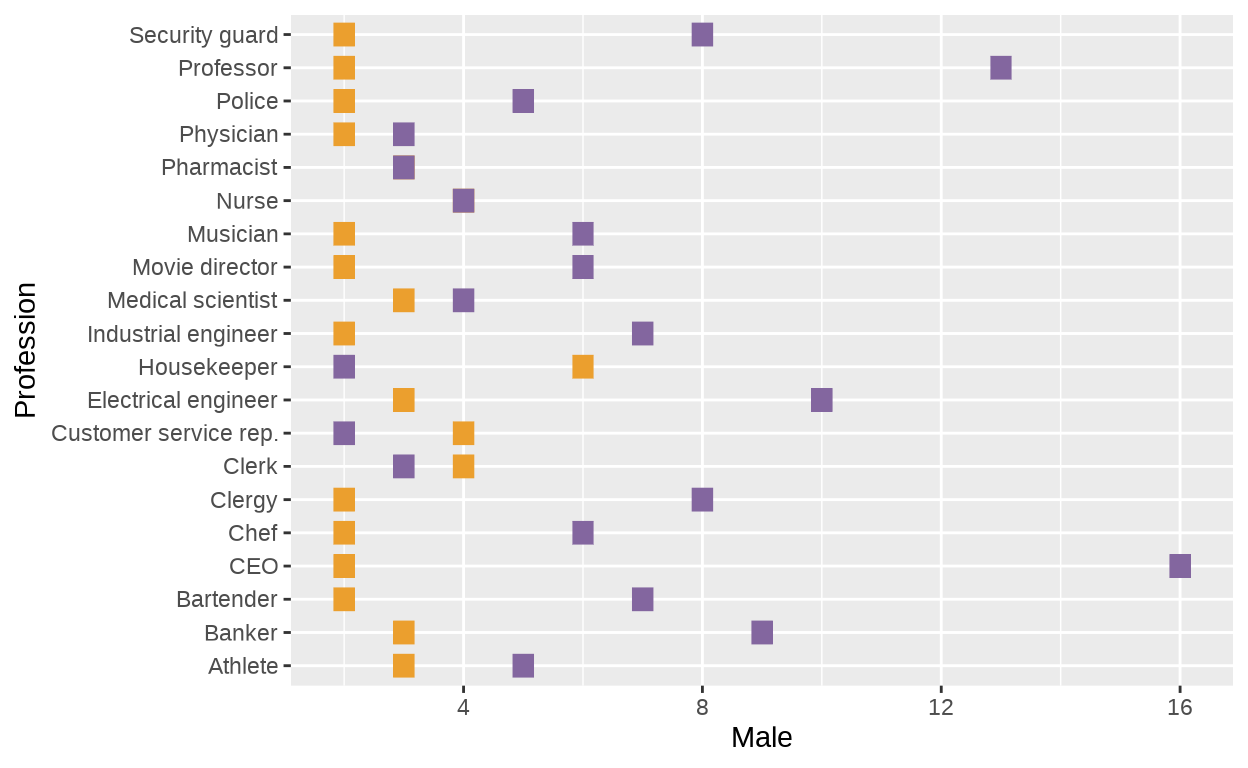 Security guard
Professor
Police
Physician
Pharmacist
Nurse
Musician
Movie director
Medical scientist
Industrial engineer
Housekeeper
Electrical engineer
Customer service rep.
Clerk
Clergy
Chef
CEO
Bartender
Banker
Athlete
Profession
4 8 12 16
Male